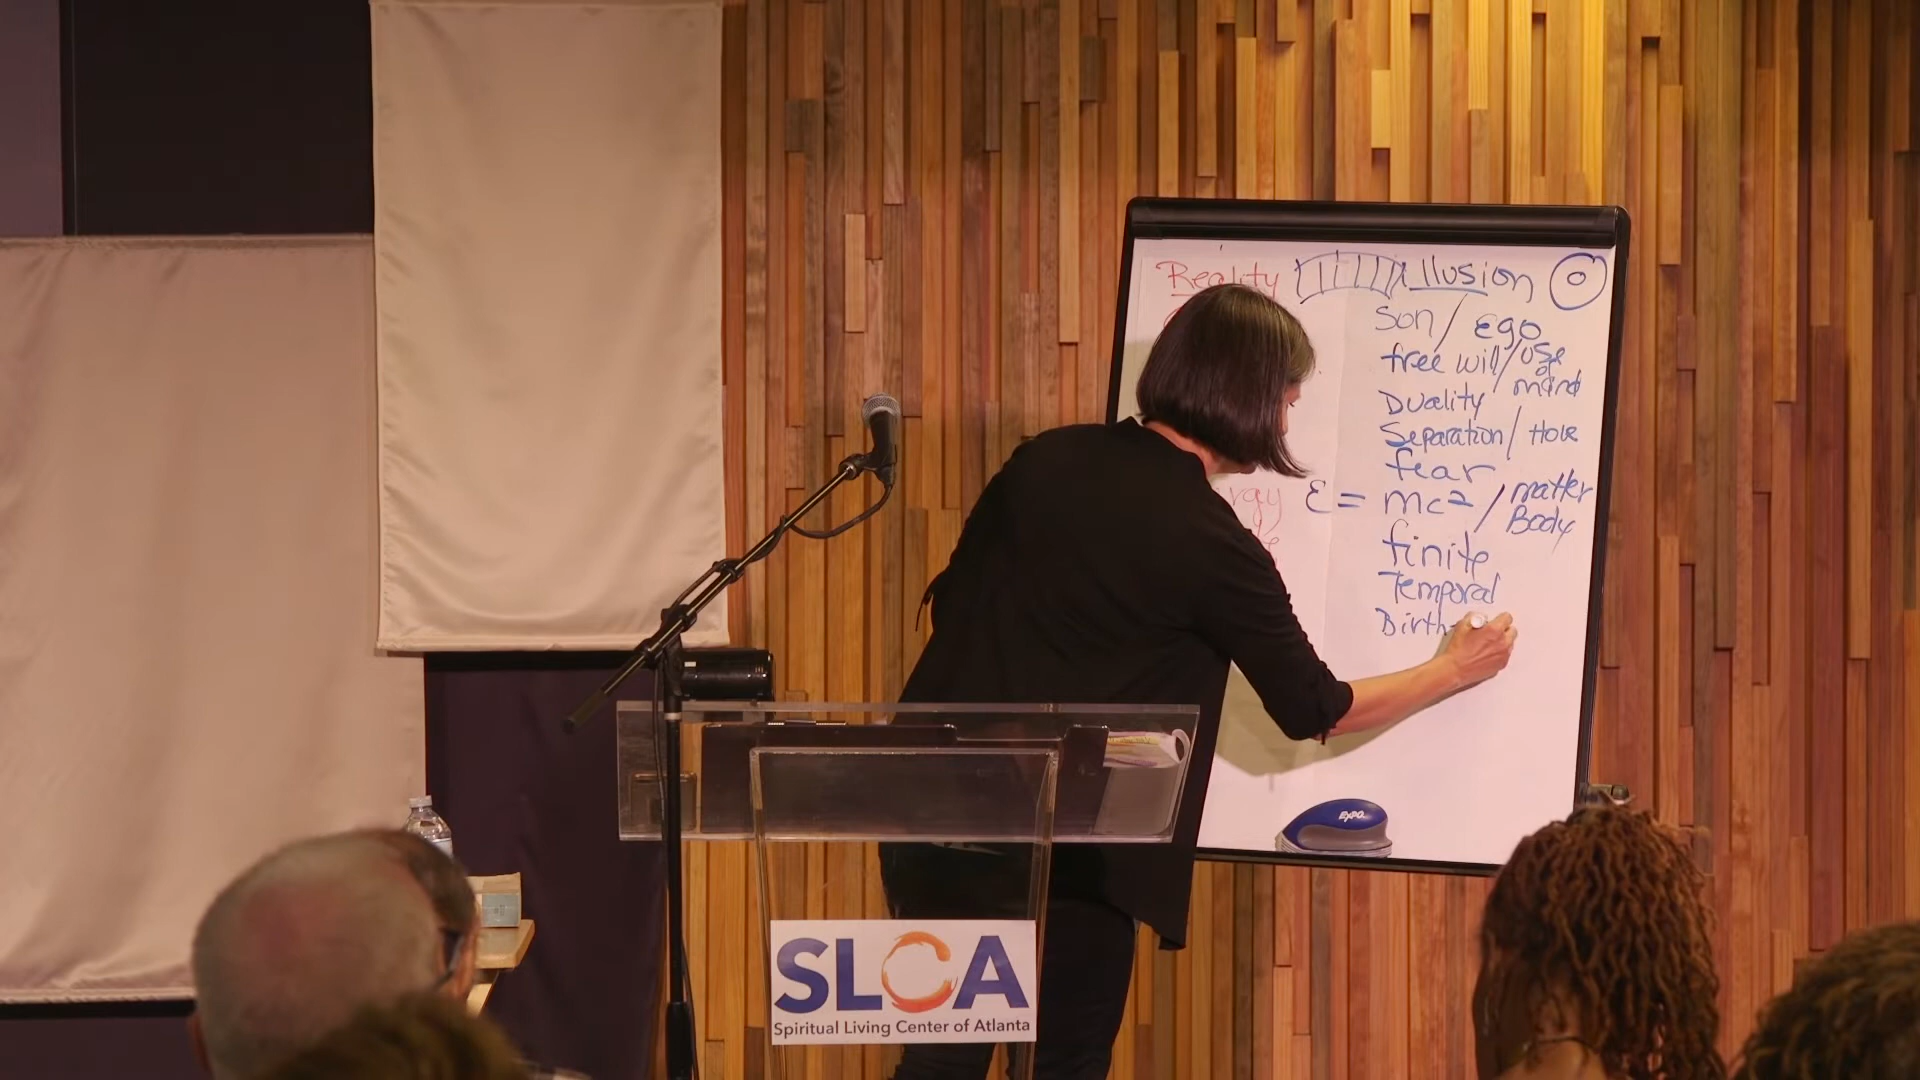 Reality Illusion
Son / ego
free will / use of mind
Duality
Separation / Hole
fear
E = mc2 / matter Body
finite
Temporal
Birth-
EXPO
SLCA
Spiritual Living Center of Atlanta